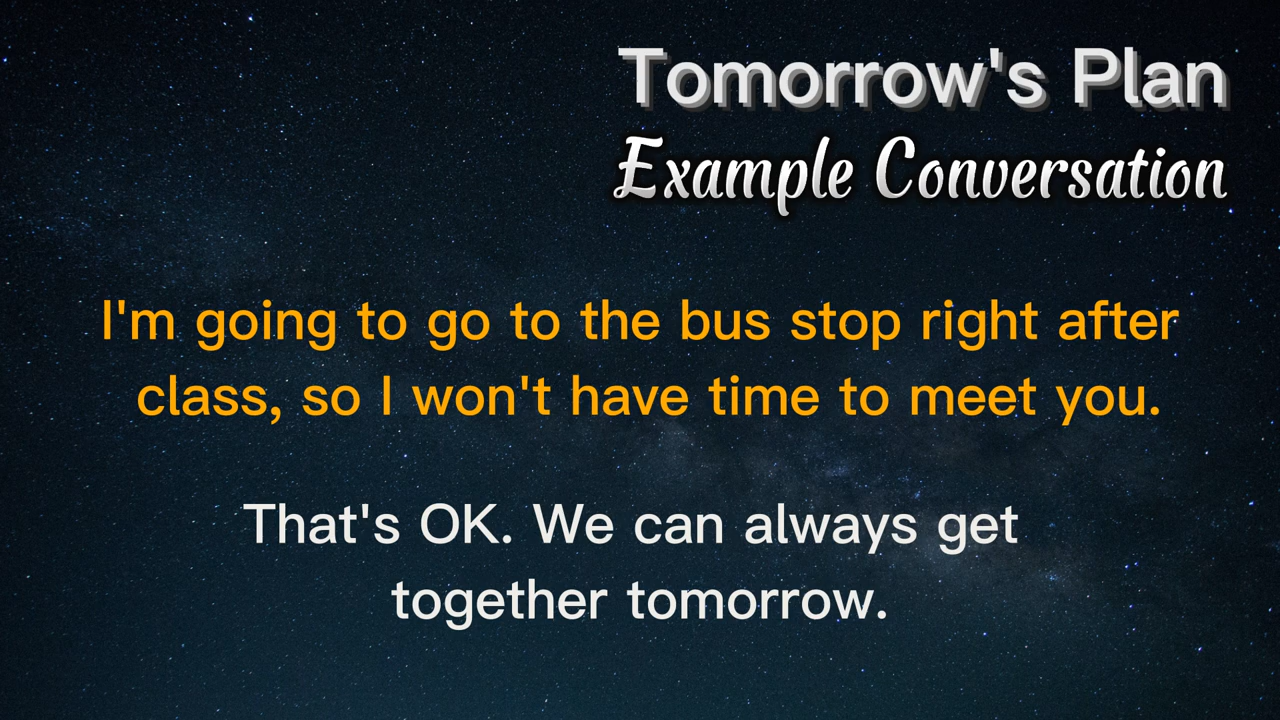 Tomorrow's Plan
Example Conversation
I'm going to go to the bus stop right after
class, so I won't have time to meet you.
That's OK. We can always get
together tomorrow.